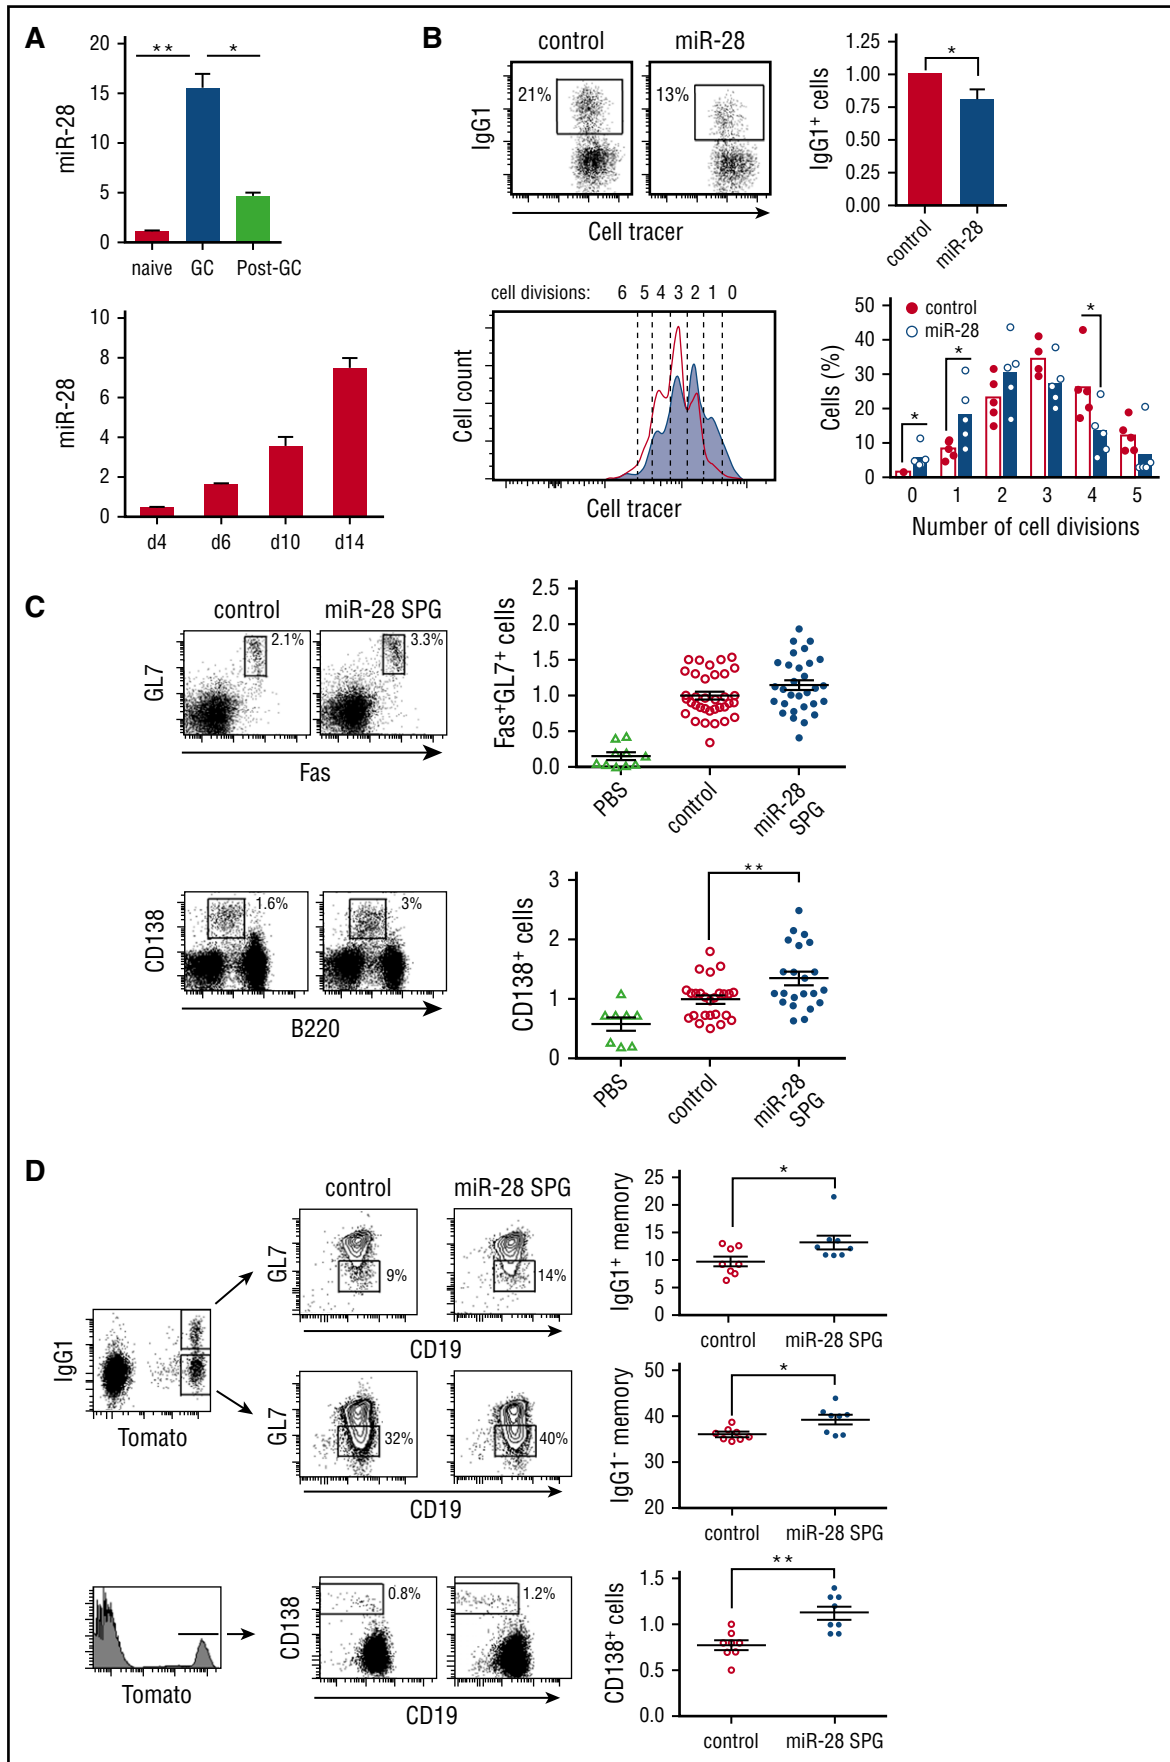 A
20
15
10
5
0
miR-28
** *
naive GC Post-GC
10
8
6
4
2
0
miR-28
d4 d6 d10 d14
B
control miR-28
21% 13%
IgG1
Cell tracer
1.25
1.00
0.75
0.50
0.25
0.00
IgG1+ cells
*
control miR-28
cell divisions: 6 5 4 3 2 1 0
Cell count
Cell tracer
50
40
30
20
10
0
Cells (%)
control
miR-28
* * *
0 1 2 3 4 5
Number of cell divisions
C
control miR-28 SPG
2.1% 3.3%
GL7
Fas
2.5
2.0
1.5
1.0
0.5
0.0
Fas+GL7+ cells
PBS control miR-28 SPG
1.6% 3%
CD138
B220
3
2
1
0
CD138+ cells
**
PBS control miR-28 SPG
D
IgG1
Tomato
control miR-28 SPG
GL7
9% 14%
CD19
GL7
32% 40%
CD19
25
20
15
10
5
0
IgG1+ memory
*
control miR-28 SPG
50
40
30
20
IgG1- memory
*
control miR-28 SPG
Tomato
CD138
0.8% 1.2%
CD19
1.5
1.0
0.5
0.0
CD138+ cells
**
control miR-28 SPG